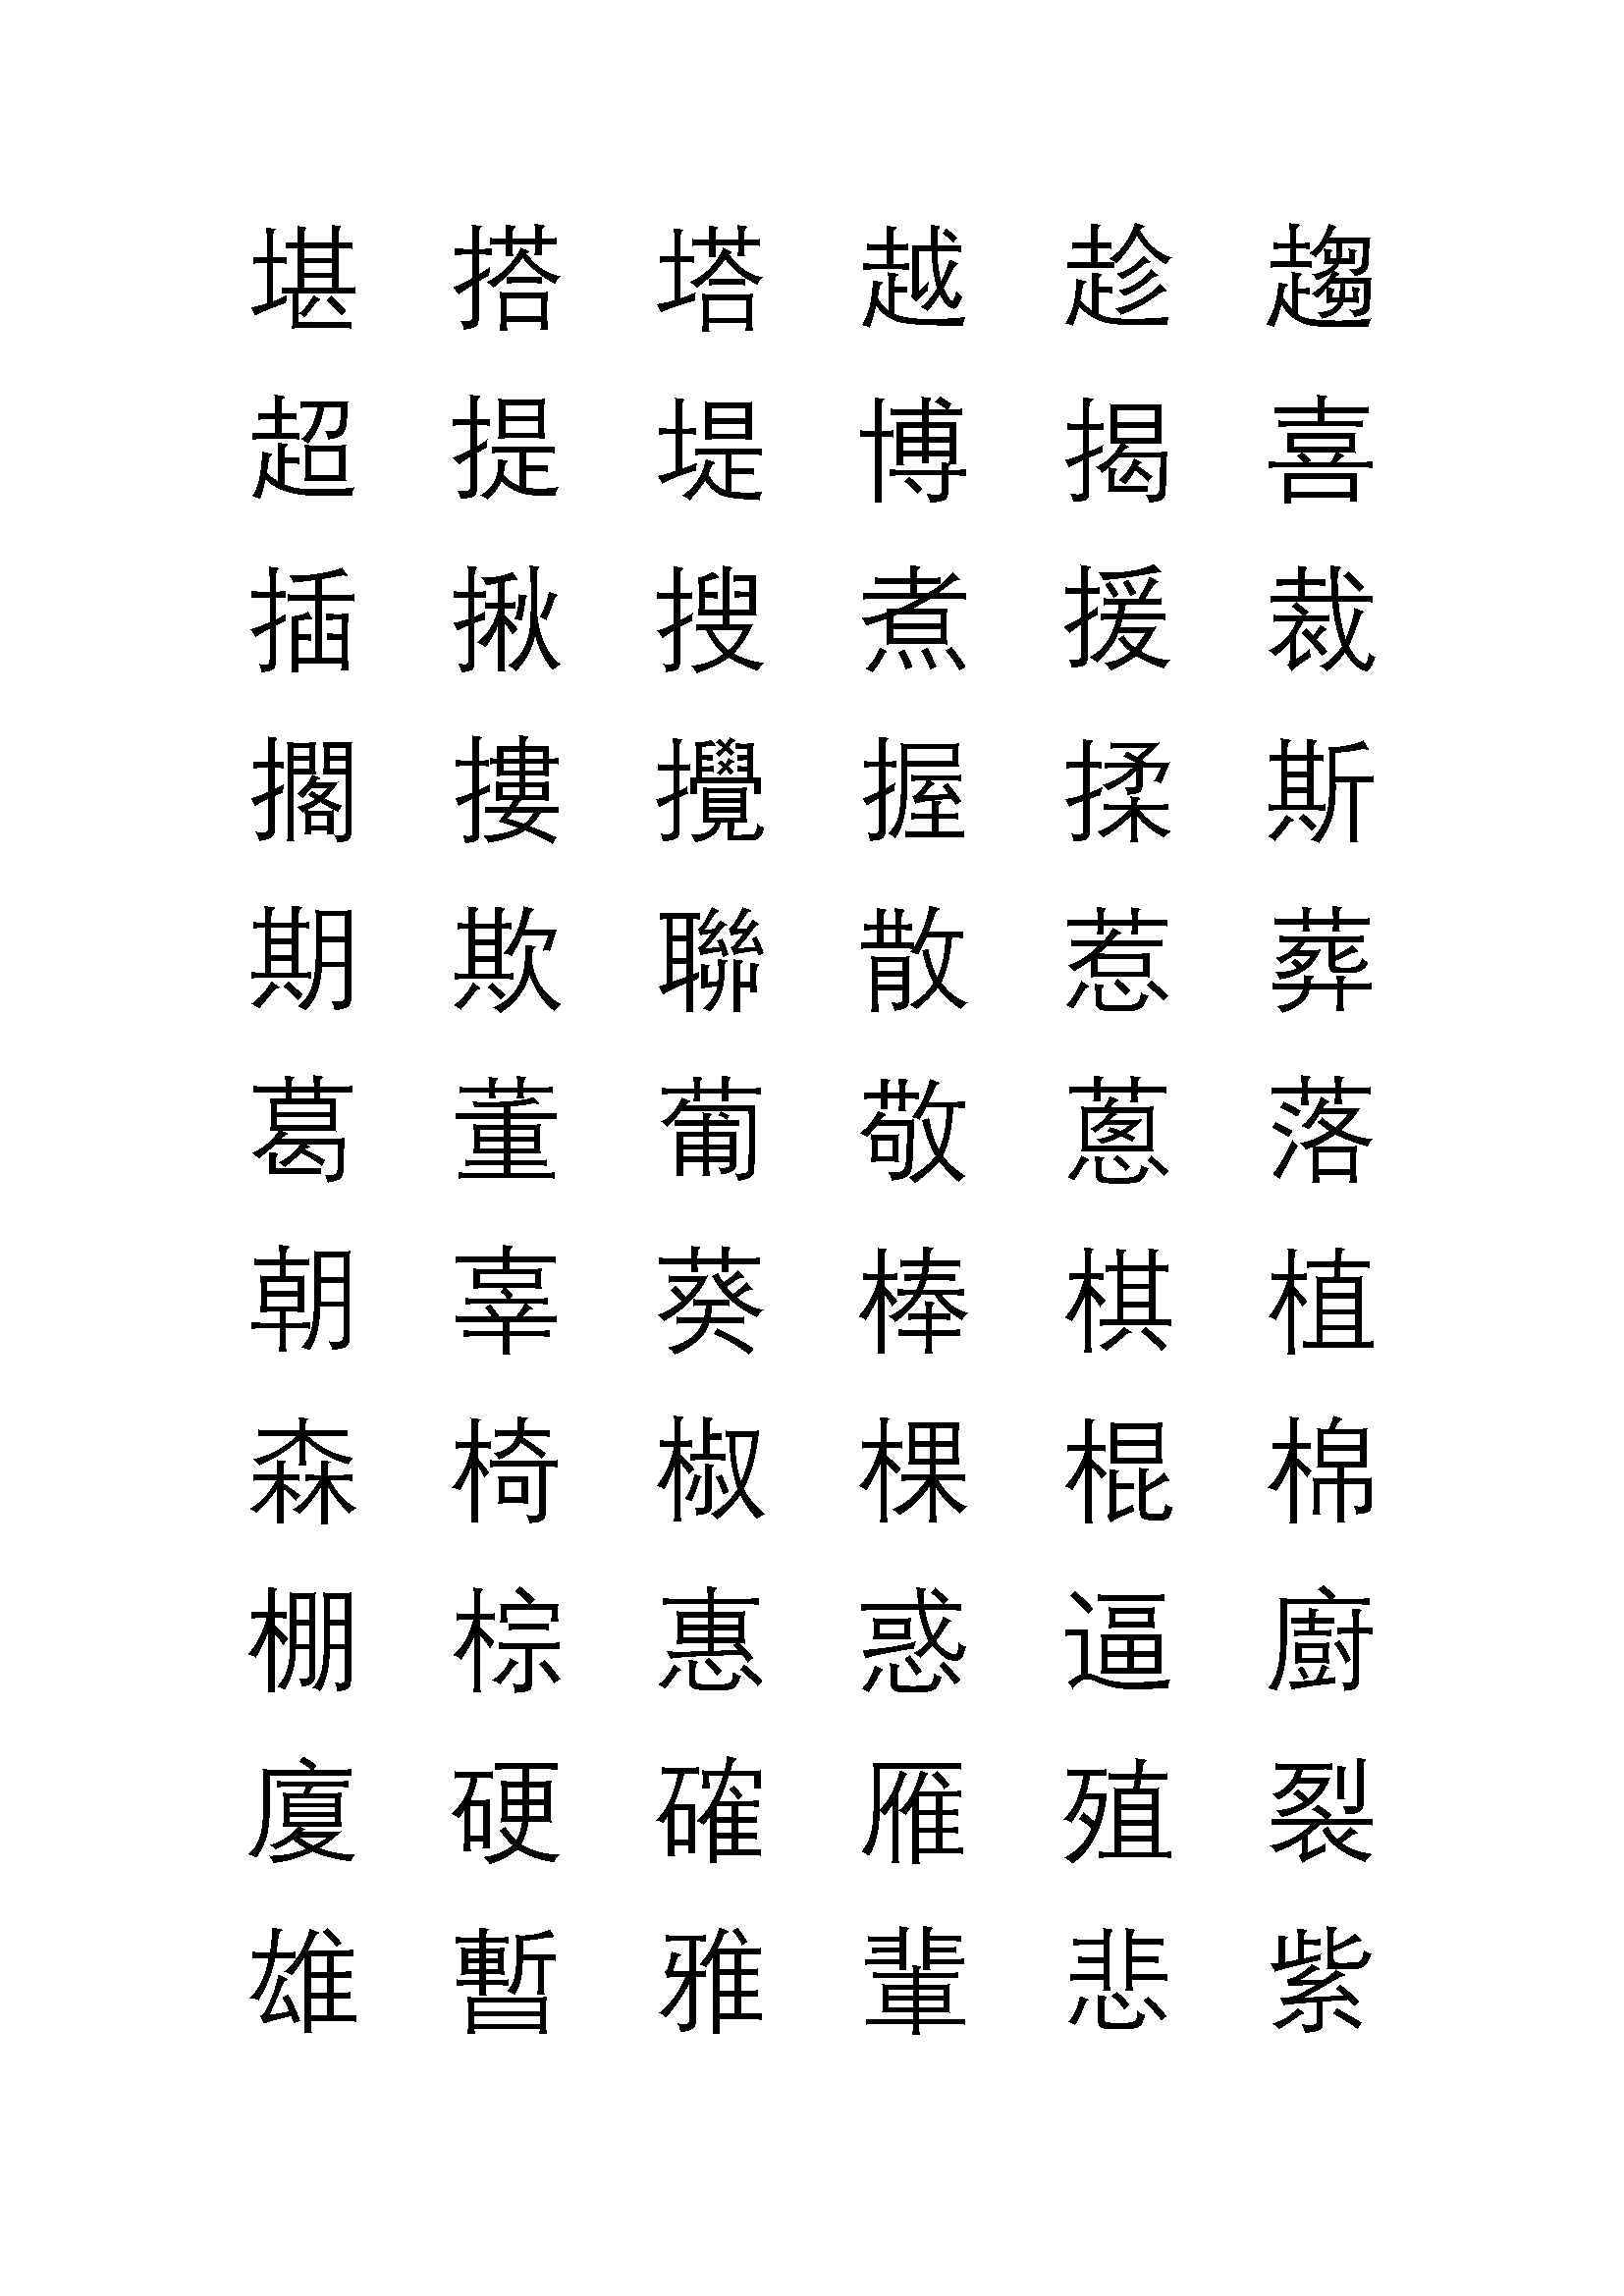 堪 搭 塔 越 趁 趨
超 提 堤 博 揭 喜
插 揪 搜 煮 援 裁
擱 摟 攪 握 揉 斯
期 欺 聯 散 惹 葬
葛 董 葡 敬 蔥 落
朝 辜 葵 棒 棋 植
森 椅 椒 棵 棍 棉
棚 棕 惠 惑 逼 廚
廈 硬 確 雁 殖 裂
雄 暫 雅 輩 悲 紫